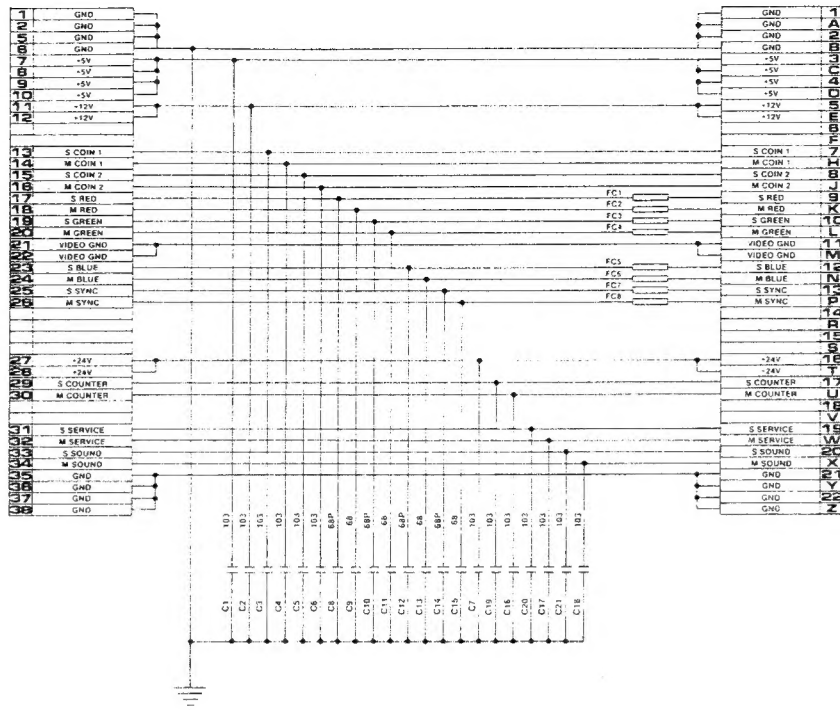 1 GND GND 1
2 GND GND A
5 GND GND 2
6 GND GND B
7 +5V +5V 3
8 +5V +5V C
9 +5V +5V 4
10 +5V +5V D
11 +12V +12V 5
12 +12V +12V E
6
F
13 S COIN 1 S COIN 1 7
14 M COIN 1 M COIN 1 H
15 S COIN 2 S COIN 2 8
16 M COIN 2 M COIN 2 J
17 S RED FC1 S RED 9
18 M RED FC2 M RED K
19 S GREEN FC3 S GREEN 10
20 M GREEN FC4 M GREEN L
21 VIDEO GND VIDEO GND 11
22 VIDEO GND VIDEO GND M
23 S BLUE FC5 S BLUE 12
24 M BLUE FC6 M BLUE N
25 S SYNC FC7 S SYNC 13
26 M SYNC FC8 M SYNC P
14
R
15
S
27 +24V +24V 16
28 +24V +24V T
29 S COUNTER S COUNTER 17
30 M COUNTER M COUNTER U
18
V
31 S SERVICE S SERVICE 19
32 M SERVICE M SERVICE W
33 S SOUND S SOUND 20
34 M SOUND M SOUND X
35 GND GND 21
36 GND GND Y
37 GND GND 22
38 GND GND Z
103 103 103 103 103 103 68P 68 68P 68 68P 68 68P 68 103 103 103 103 103 103 103
C1 C2 C3 C4 C5 C6 C8 C9 C10 C11 C12 C13 C14 C15 C7 C19 C16 C20 C17 C21 C18